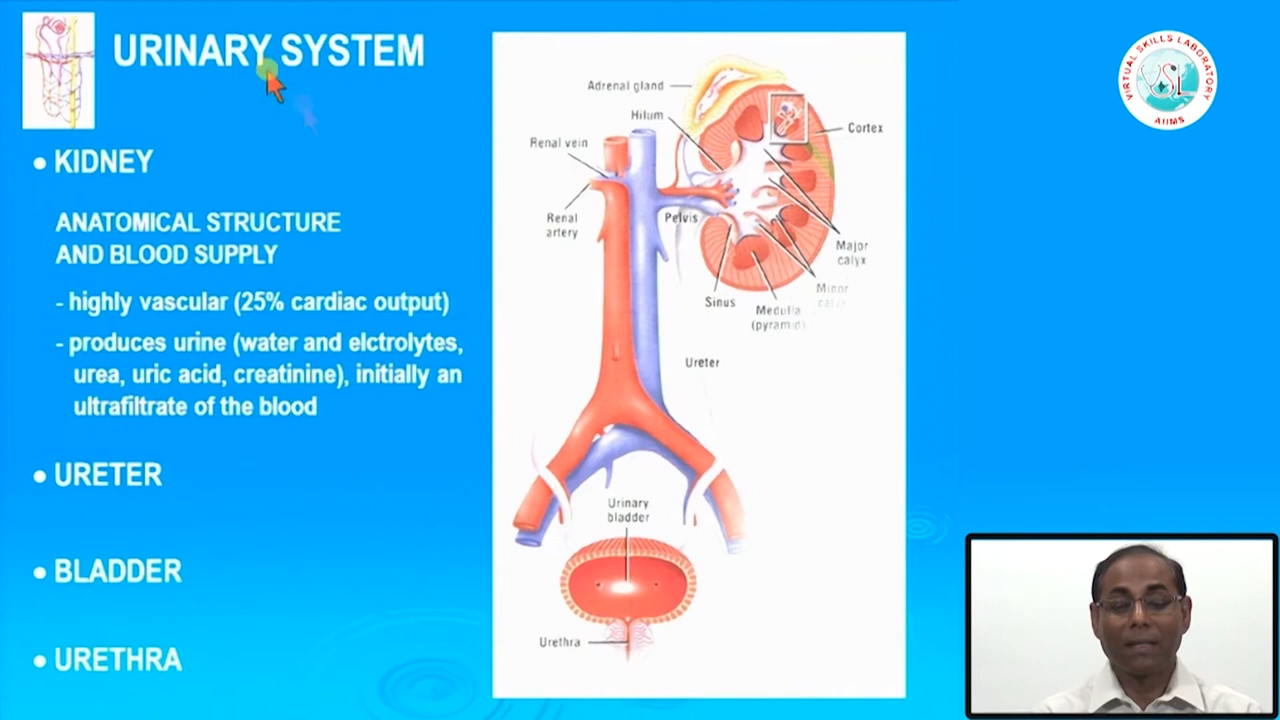 URINARY SYSTEM
• KIDNEY
ANATOMICAL STRUCTURE
AND BLOOD SUPPLY
- highly vascular (25% cardiac output)
- produces urine (water and elctrolytes,
urea, uric acid, creatinine), initially an
ultrafiltrate of the blood
• URETER
• BLADDER
• URETHRA
Adrenal gland
Hilum
Renal vein
Cortex
Renal
artery
Pelvis
Major
calyx
Minor
calyx
Sinus
Medulla
(pyramid)
Ureter
Urinary
bladder
Urethra
VIRTUAL SKILLS LABORATORY
VSL
AIIMS